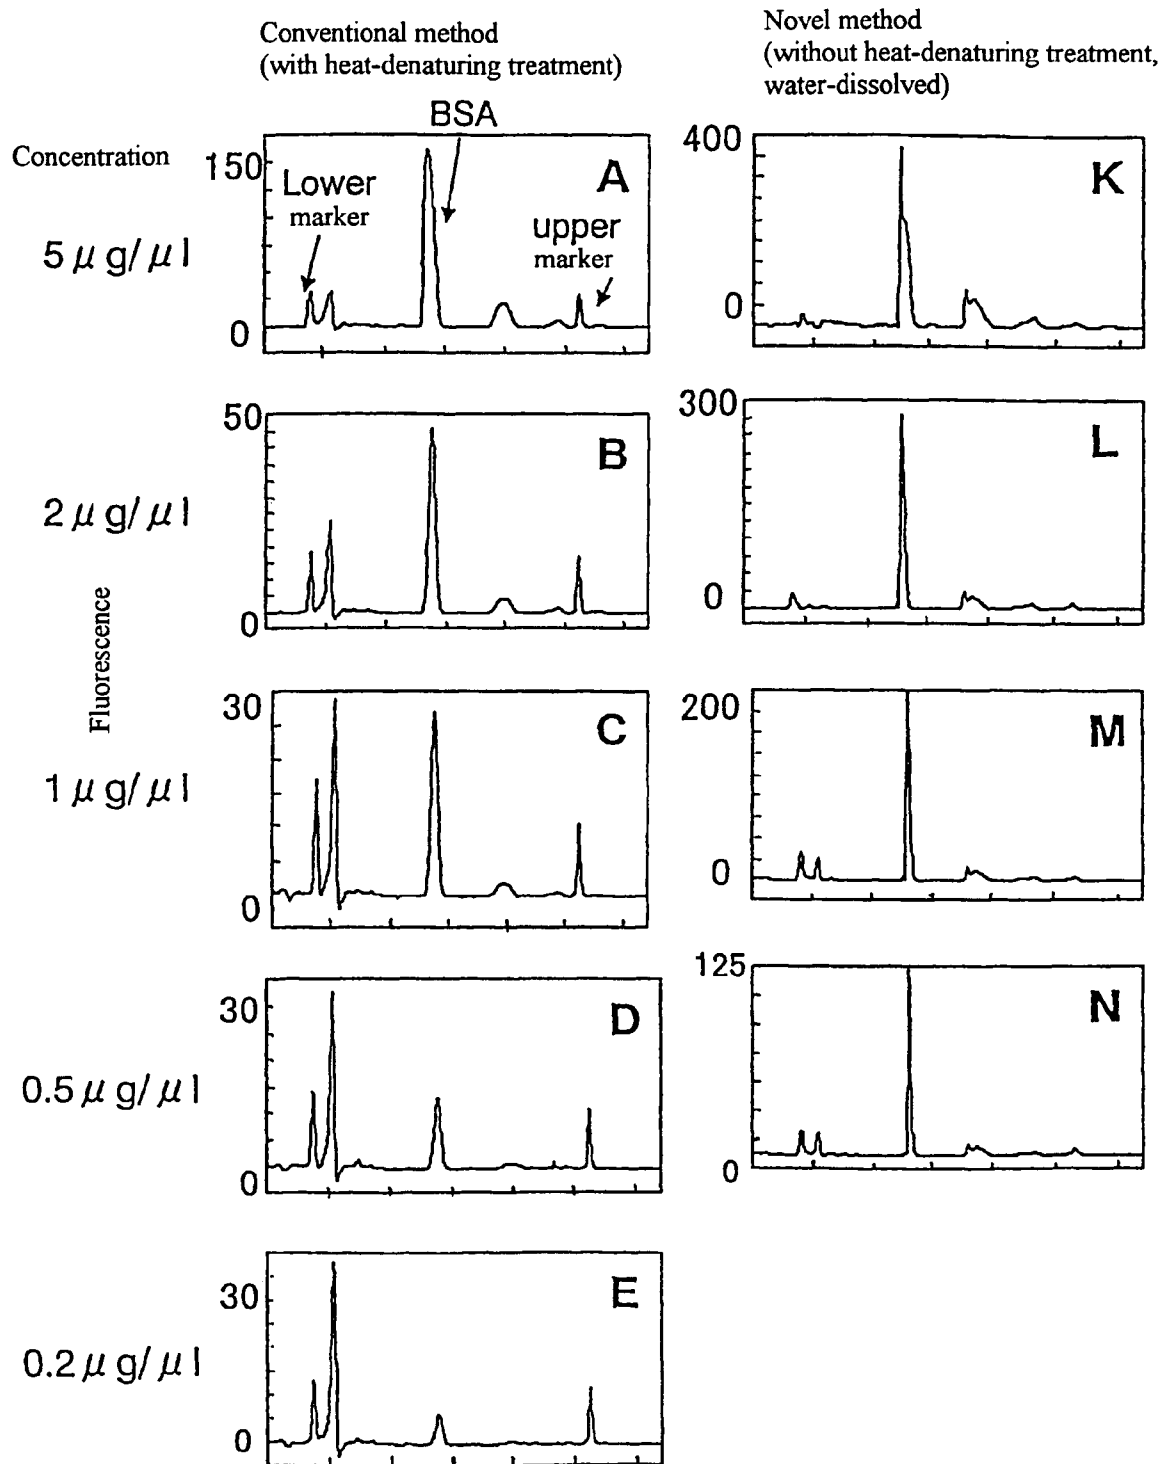 Conventional method
(with heat-denaturing treatment)
Novel method
(without heat-denaturing treatment,
water-dissolved)
Concentration
5 μ g/ μ l
150
0
BSA
Lower
marker
upper
marker
A
400
0
K
2 μ g/ μ l
50
0
B
300
0
L
Fluorescence
1 μ g/ μ l
30
0
C
200
0
M
0.5 μ g/ μ l
30
0
D
125
0
N
0.2 μ g/ μ l
30
0
E